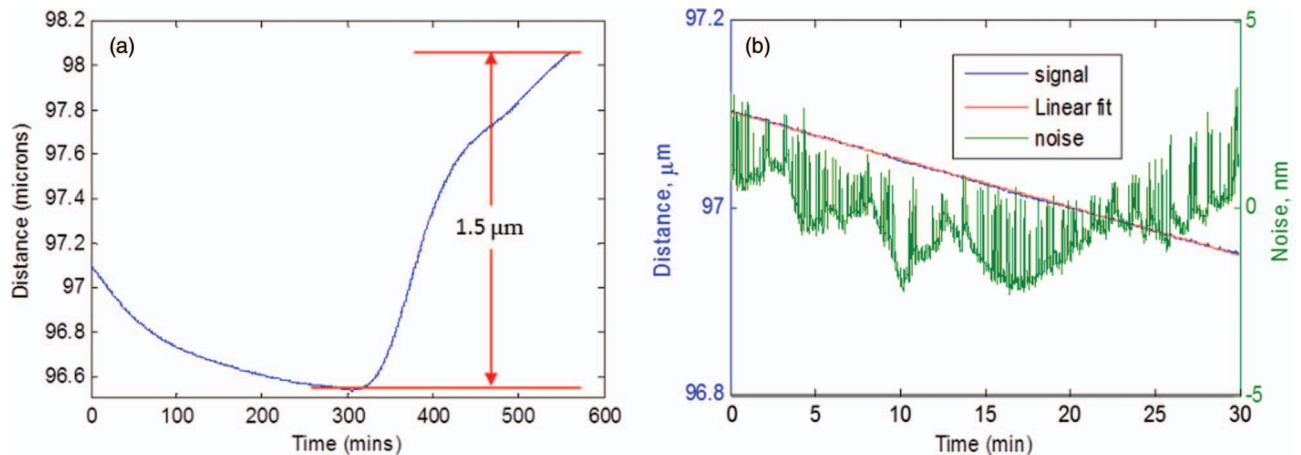 (a)
Distance (microns)
98.2
98
97.8
97.6
97.4
97.2
97
96.8
96.6
1.5 μm
0 100 200 300 400 500 600
Time (mins)
(b)
Distance, μm
97.2
97
96.8
signal
Linear fit
noise
5
0
-5
Noise, nm
0 5 10 15 20 25 30
Time (min)